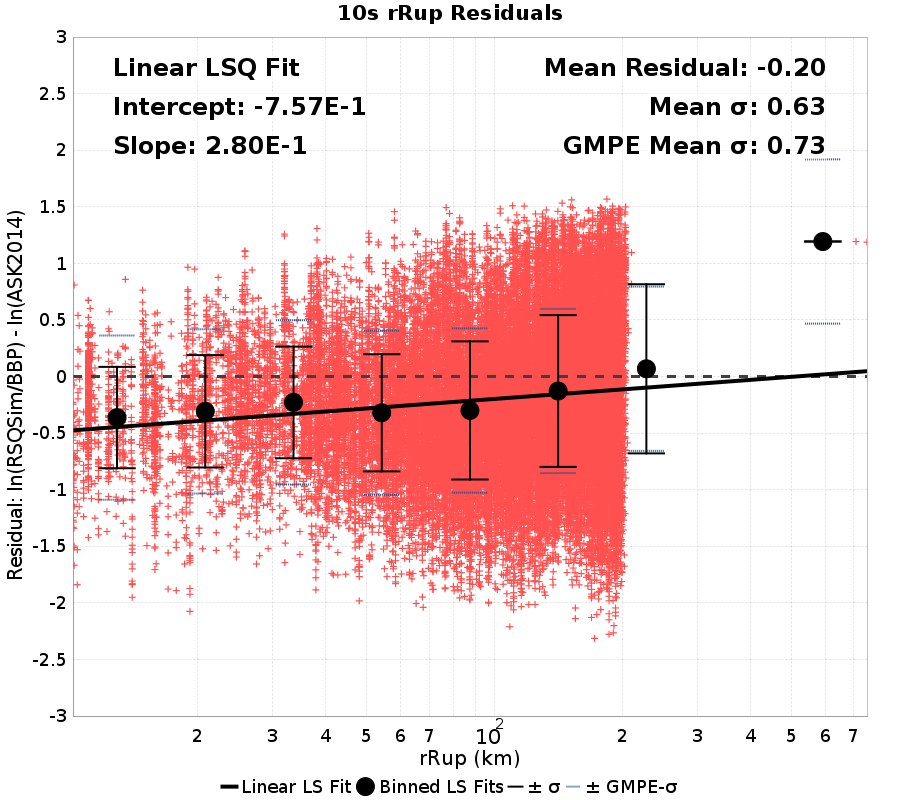 10s rRup Residuals
Linear LSQ Fit
Intercept: -7.57E-1
Slope: 2.80E-1
Mean Residual: -0.20
Mean σ: 0.63
GMPE Mean σ: 0.73
Residual: ln(RSQSim/BBP) - ln(ASK2014)
3
2.5
2
1.5
1
0.5
0
-0.5
-1
-1.5
-2
-2.5
-3
2 3 4 5 6 7 10² 2 3 4 5 6 7
rRup (km)
Linear LS Fit Binned LS Fits ± σ ± GMPE-σ